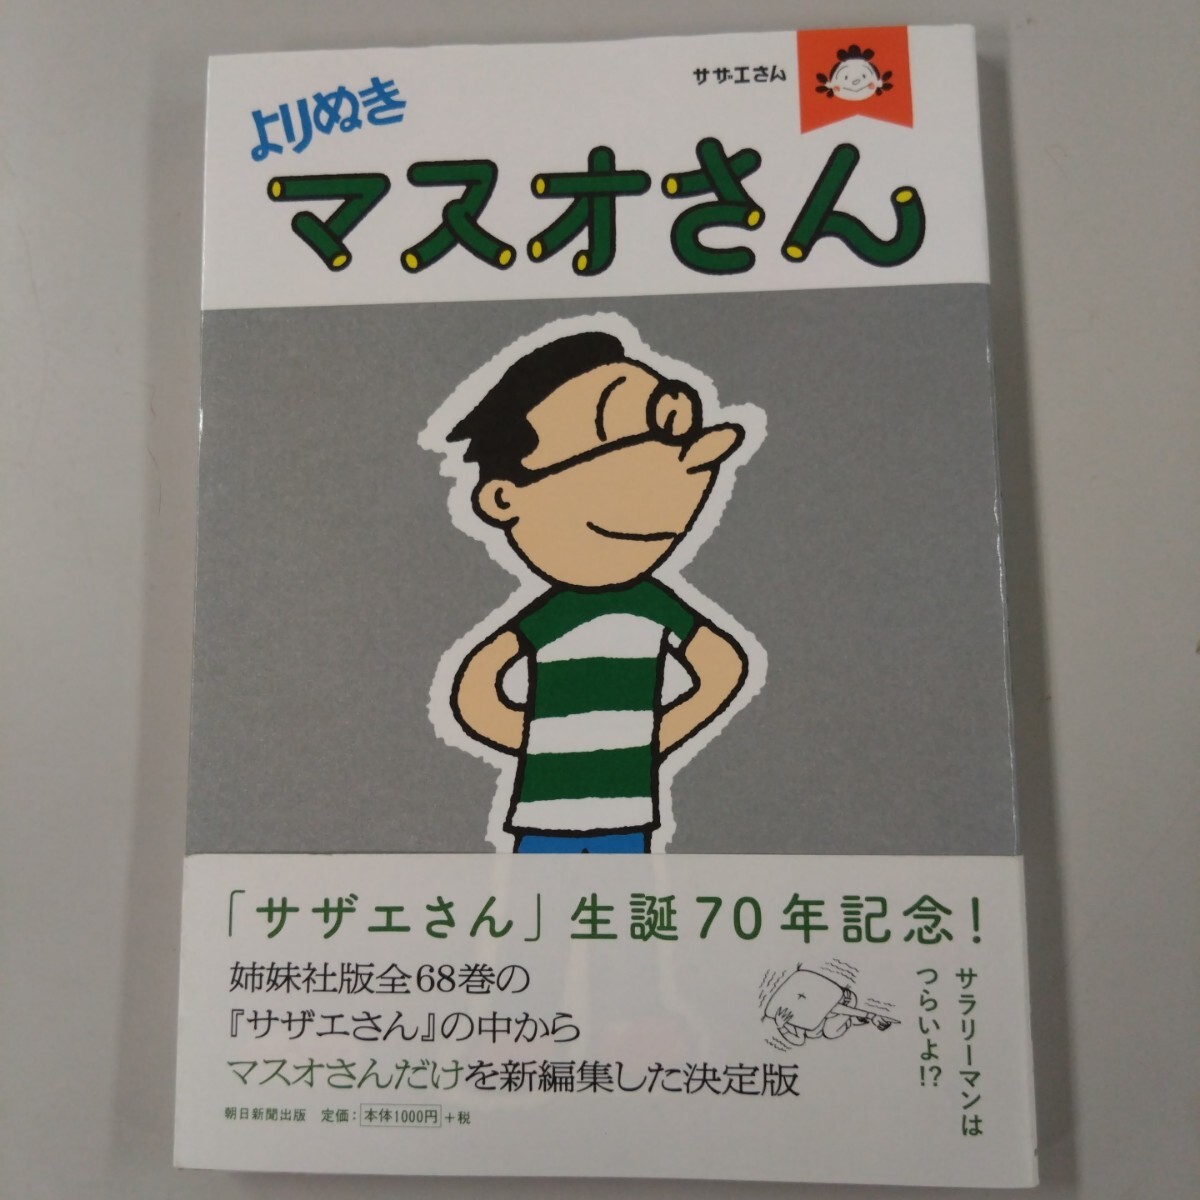 サザエさん
よりぬき
マスオさん
「サザエさん」生誕70年記念!
姉妹社版全68巻の
『サザエさん』の中から
マスオさんだけを新編集した決定版
サラリーマンは
つらいよ!?
朝日新聞出版 定価:本体1000円+税